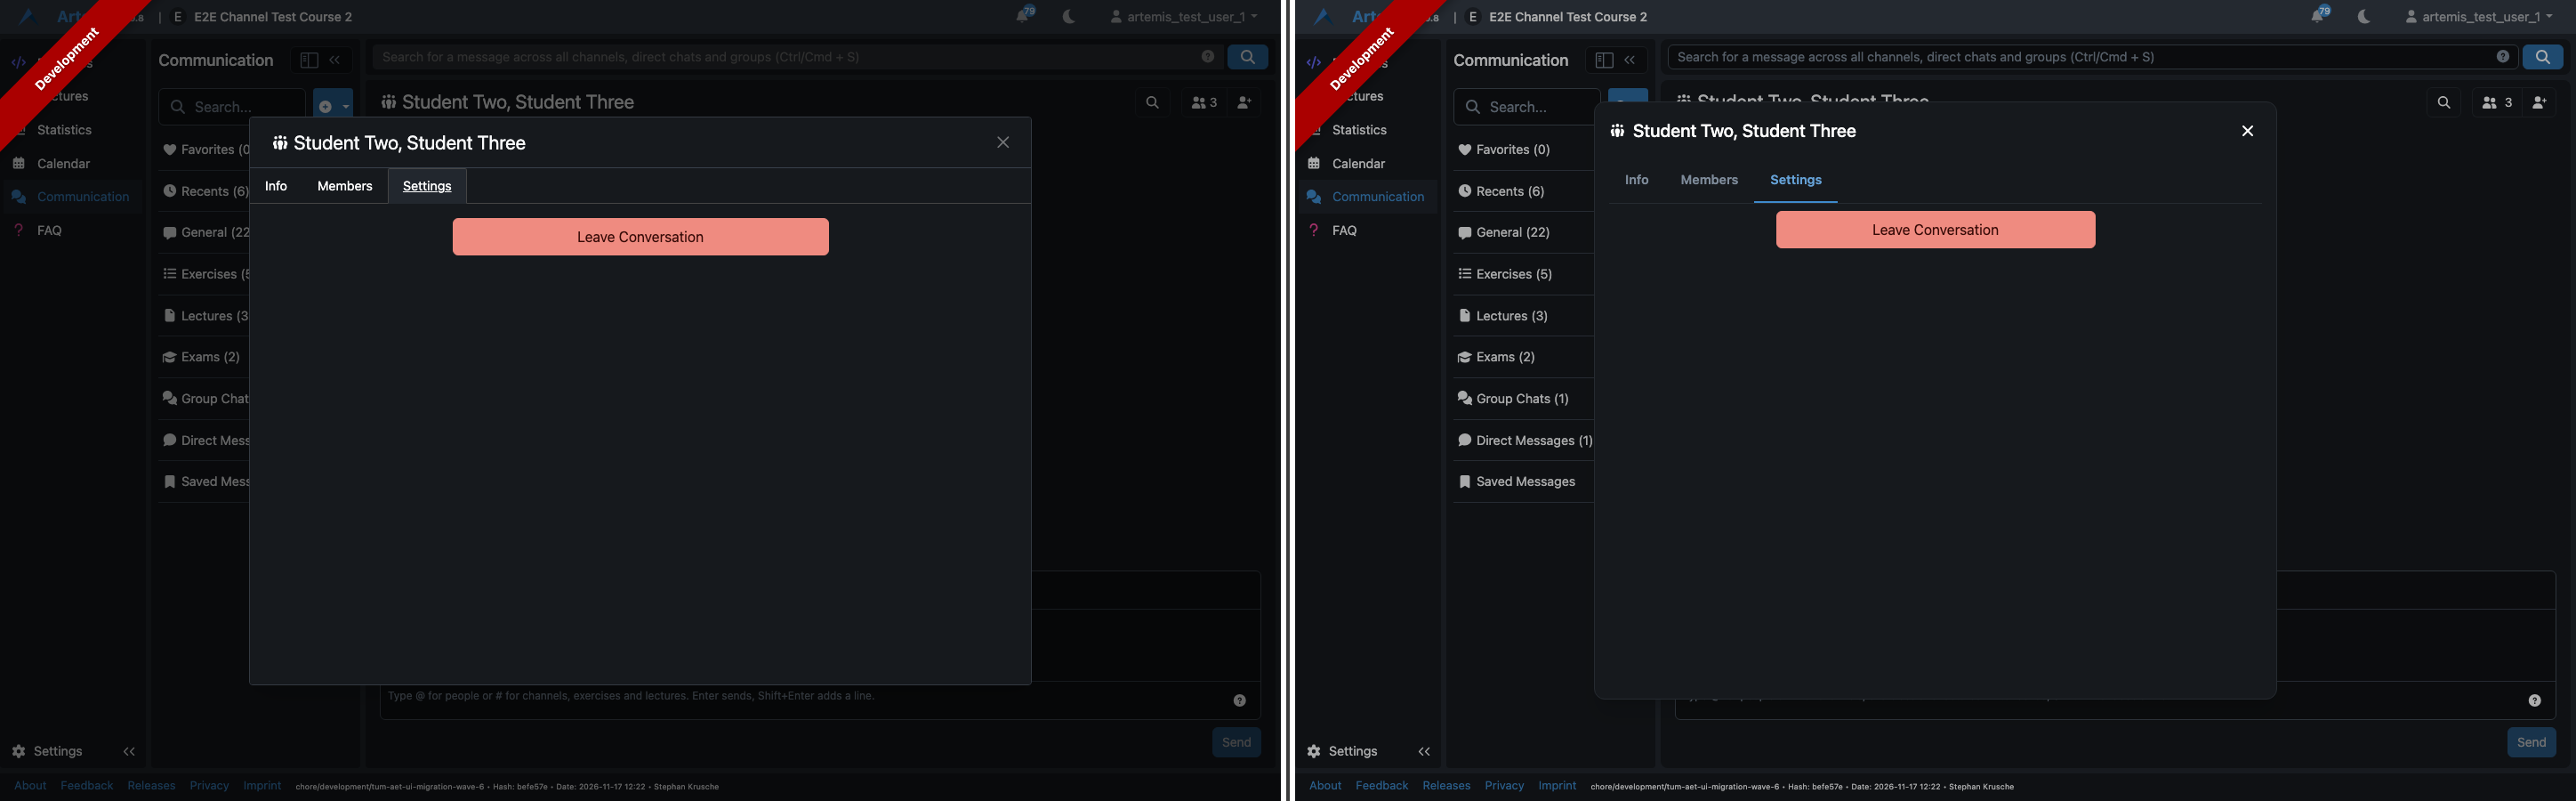 E E2E Channel Test Course 2
79
artemis_test_user_1
Development
Communication
Search for a message across all channels, direct chats and groups (Ctrl/Cmd + S)
Search...
Student Two, Student Three
3
Statistics
Calendar
Communication
FAQ
Favorites (0
Recents (6)
General (22
Exercises (5
Lectures (3
Exams (2)
Group Chat
Direct Mess
Saved Mess
Student Two, Student Three
Info
Members
Settings
Leave Conversation
Type @ for people or # for channels, exercises and lectures. Enter sends, Shift+Enter adds a line.
Send
Settings
About Feedback Releases Privacy Imprint chore/development/tum-aet-ui-migration-wave-6 • Hash: befe57e • Date: 2026-11-17 12:22 • Stephan Krusche
E E2E Channel Test Course 2
79
artemis_test_user_1
Development
Communication
Search for a message across all channels, direct chats and groups (Ctrl/Cmd + S)
Search...
Student Two, Student Three
3
Statistics
Calendar
Communication
FAQ
Favorites (0)
Recents (6)
General (22)
Exercises (5)
Lectures (3)
Exams (2)
Group Chats (1)
Direct Messages (1)
Saved Messages
Student Two, Student Three
Info
Members
Settings
Leave Conversation
Send
Settings
About Feedback Releases Privacy Imprint chore/development/tum-aet-ui-migration-wave-6 • Hash: befe57e • Date: 2026-11-17 12:22 • Stephan Krusche